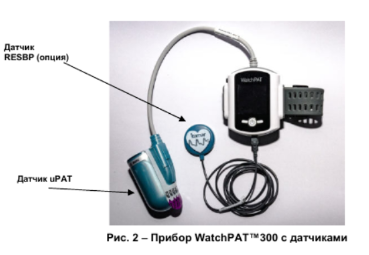 Датчик
RESBP (опция)
WatchPAT
Датчик uPAT
Рис. 2 – Прибор WatchPAT™300 с датчиками